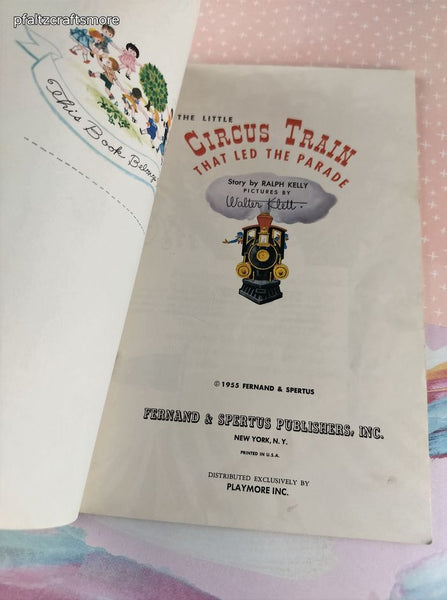 pfaltzcraftsmore
This Book Belongs
THE LITTLE
CIRCUS TRAIN
THAT LED THE PARADE
Story by RALPH KELLY
PICTURES BY
Walter Klett.
© 1955 FERNAND & SPERTUS
FERNAND & SPERTUS PUBLISHERS, INC.
NEW YORK, N. Y.
PRINTED IN U.S.A.
DISTRIBUTED EXCLUSIVELY BY
PLAYMORE INC.